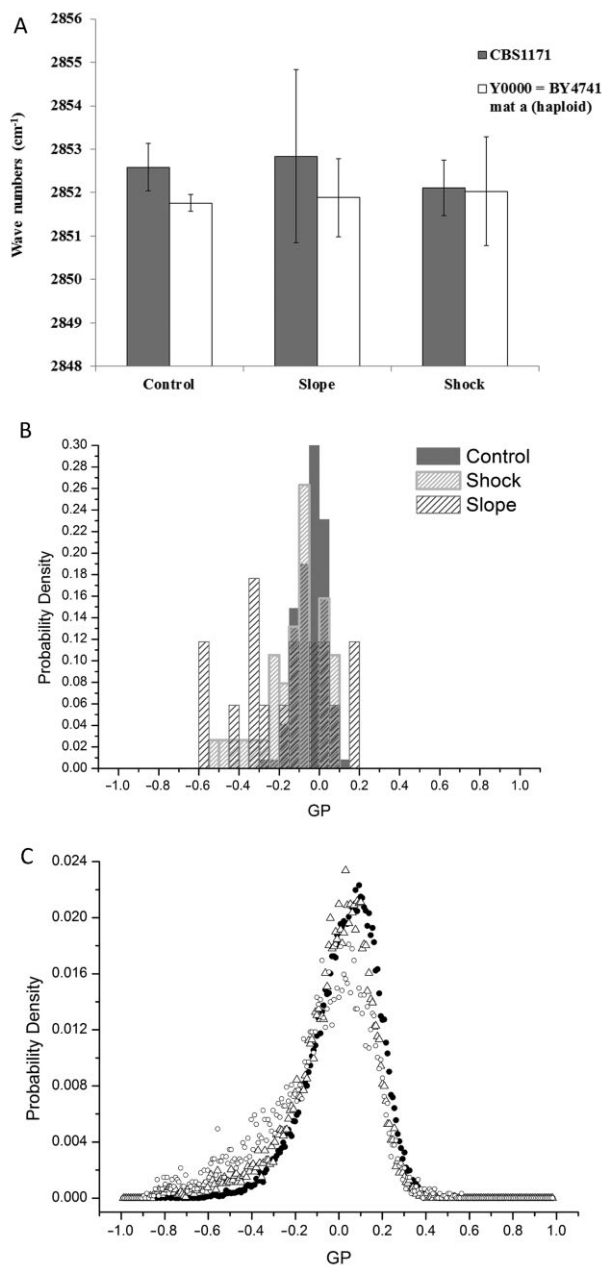 A
2856
2855
2854
2853
2852
2851
2850
2849
2848
Wave numbers (cm⁻¹)
CBS1171
Y0000 = BY4741
mat a (haploid)
Control Slope Shock
B
0.30
0.26
0.24
0.22
0.20
0.18
0.16
0.14
0.12
0.10
0.08
0.06
0.04
0.02
0.00
Probability Density
Control
Shock
Slope
−1.0 −0.8 −0.6 −0.4 −0.2 0.0 0.2 0.4 0.6 0.8 1.0
GP
C
0.024
0.020
0.016
0.012
0.008
0.004
0.000
Probability Density
−1.0 −0.8 −0.6 −0.4 −0.2 0.0 0.2 0.4 0.6 0.8 1.0
GP